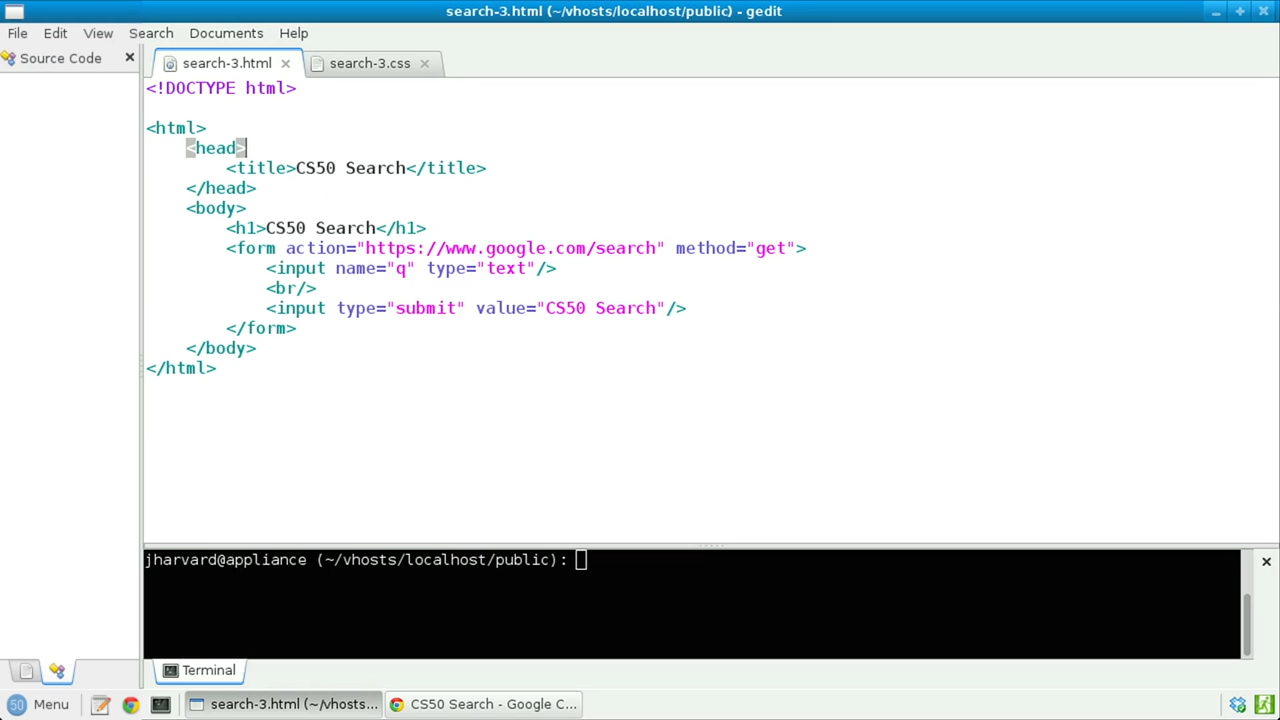 search-3.html (~/vhosts/localhost/public) - gedit
File Edit View Search Documents Help
Source Code
search-3.html
search-3.css
<!DOCTYPE html>
<html>
<head>
<title>CS50 Search</title>
</head>
<body>
<h1>CS50 Search</h1>
<form action="https://www.google.com/search" method="get">
<input name="q" type="text"/>
<br/>
<input type="submit" value="CS50 Search"/>
</form>
</body>
</html>
jharvard@appliance (~/vhosts/localhost/public):
Terminal
50 Menu search-3.html (~/vhosts... CS50 Search - Google C...